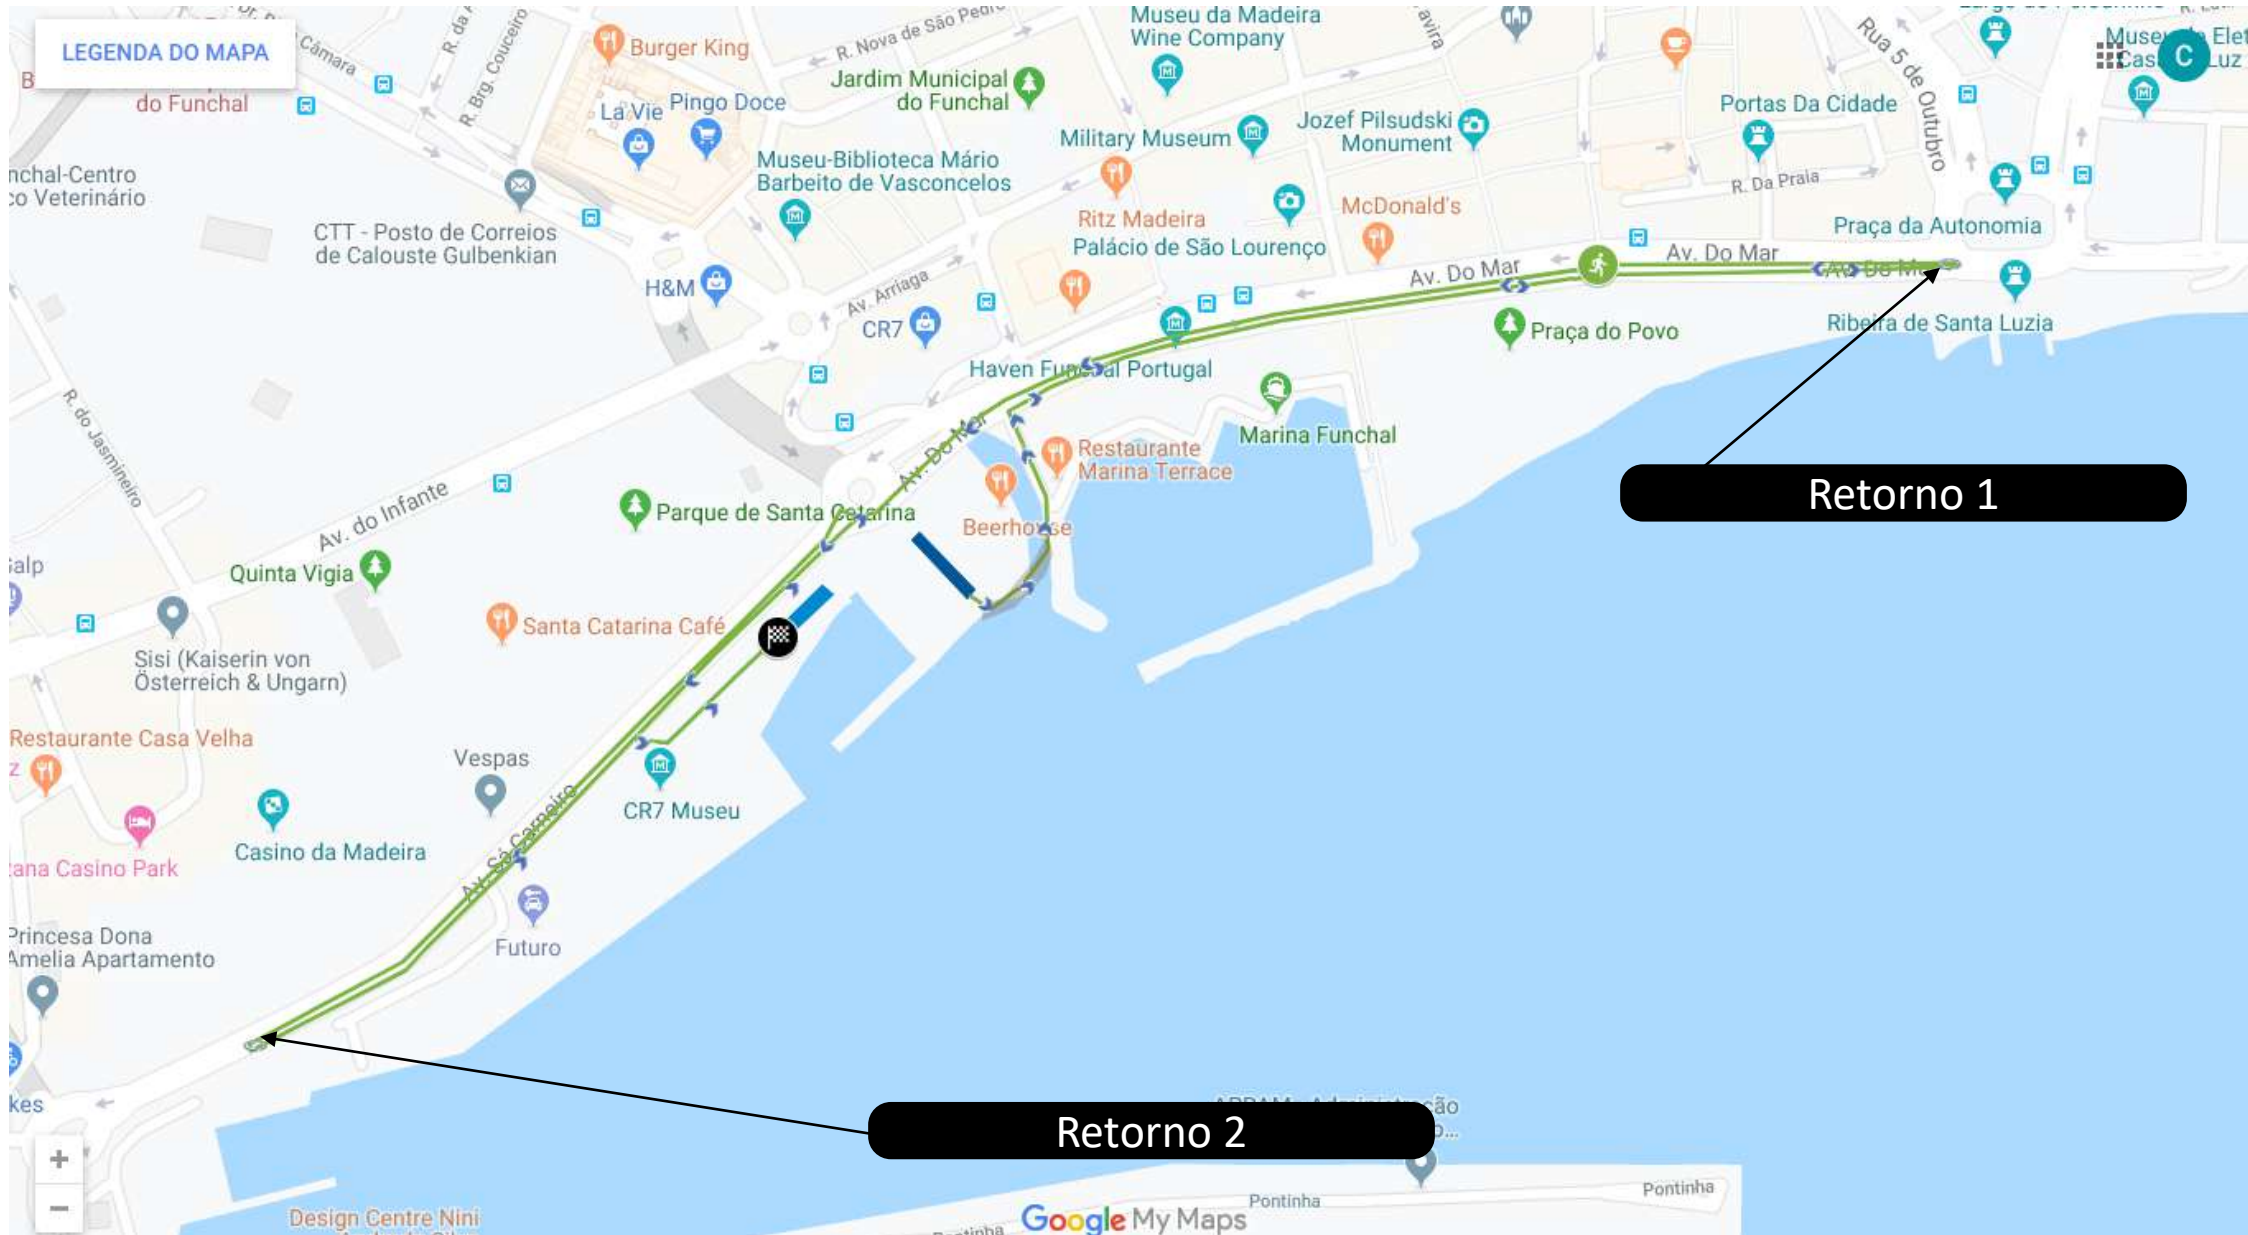 LEGENDA DO MAPA
Câmara
R. Brg. Couceiro
Burger King
R. Nova de São Pedro
Museu da Madeira
Wine Company
Rua 5 de Outubro
C
do Funchal
La Vie
Pingo Doce
Jardim Municipal
do Funchal
Military Museum
Jozef Pilsudski
Monument
Portas Da Cidade
nchal-Centro
co Veterinário
Museu-Biblioteca Mário
Barbeito de Vasconcelos
R. Da Praia
CTT - Posto de Correios
de Calouste Gulbenkian
Ritz Madeira
McDonald's
Palácio de São Lourenço
Praça da Autonomia
H&M
Av. Arriaga
Av. Do Mar
Av. Do Mar
CR7
Praça do Povo
Ribeira de Santa Luzia
Haven Funchal Portugal
R. do Jasmineiro
Av. Do Mar
Marina Funchal
Restaurante
Marina Terrace
Av. do Infante
Parque de Santa Catarina
Beerhouse
Retorno 1
Galp
Quinta Vigia
Santa Catarina Café
Sisi (Kaiserin von
Österreich & Ungarn)
Restaurante Casa Velha
Vespas
CR7 Museu
Av. Sá Carneiro
Casino da Madeira
tana Casino Park
Futuro
Princesa Dona
Amelia Apartamento
Retorno 2
kes
+
−
Design Centre Nini
Pontinha
Google My Maps
Pontinha
Pontinha